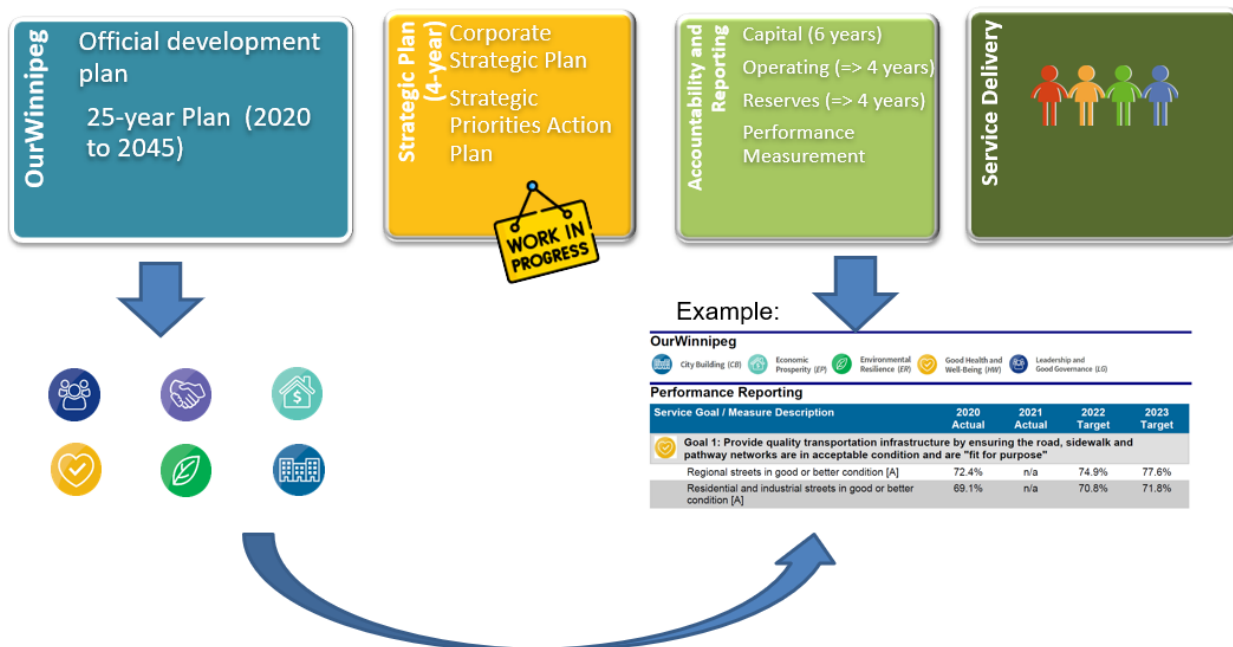 OurWinnipeg
Official development
plan
25-year Plan (2020
to 2045)
Strategic Plan
(4-year)
Corporate
Strategic Plan
Strategic
Priorities Action
Plan
WORK IN
PROGRESS
Accountability and
Reporting
Capital (6 years)
Operating (=> 4 years)
Reserves (=> 4 years)
Performance
Measurement
Service Delivery
Example:
OurWinnipeg
City Building (CB)
Economic
Prosperity (EP)
Environmental
Resilience (ER)
Good Health and
Well-Being (HW)
Leadership and
Good Governance (LG)
Performance Reporting
Service Goal / Measure Description 2020 Actual 2021 Actual 2022 Target 2023 Target
Goal 1: Provide quality transportation infrastructure by ensuring the road, sidewalk and
pathway networks are in acceptable condition and are "fit for purpose"
Regional streets in good or better condition [A] 72.4% n/a 74.9% 77.6%
Residential and industrial streets in good or better 69.1% n/a 70.8% 71.8%
condition [A]
$